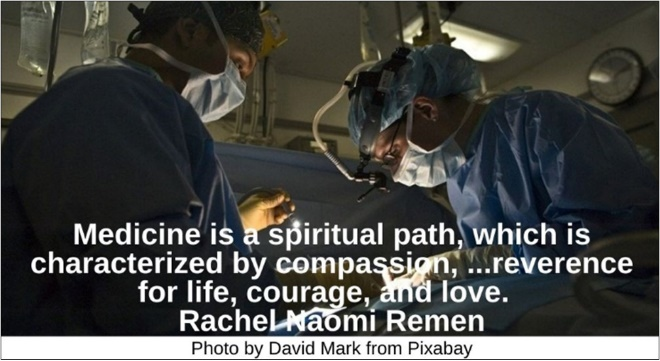 Medicine is a spiritual path, which is
characterized by compassion, ...reverence
for life, courage, and love.
Rachel Naomi Remen
Photo by David Mark from Pixabay